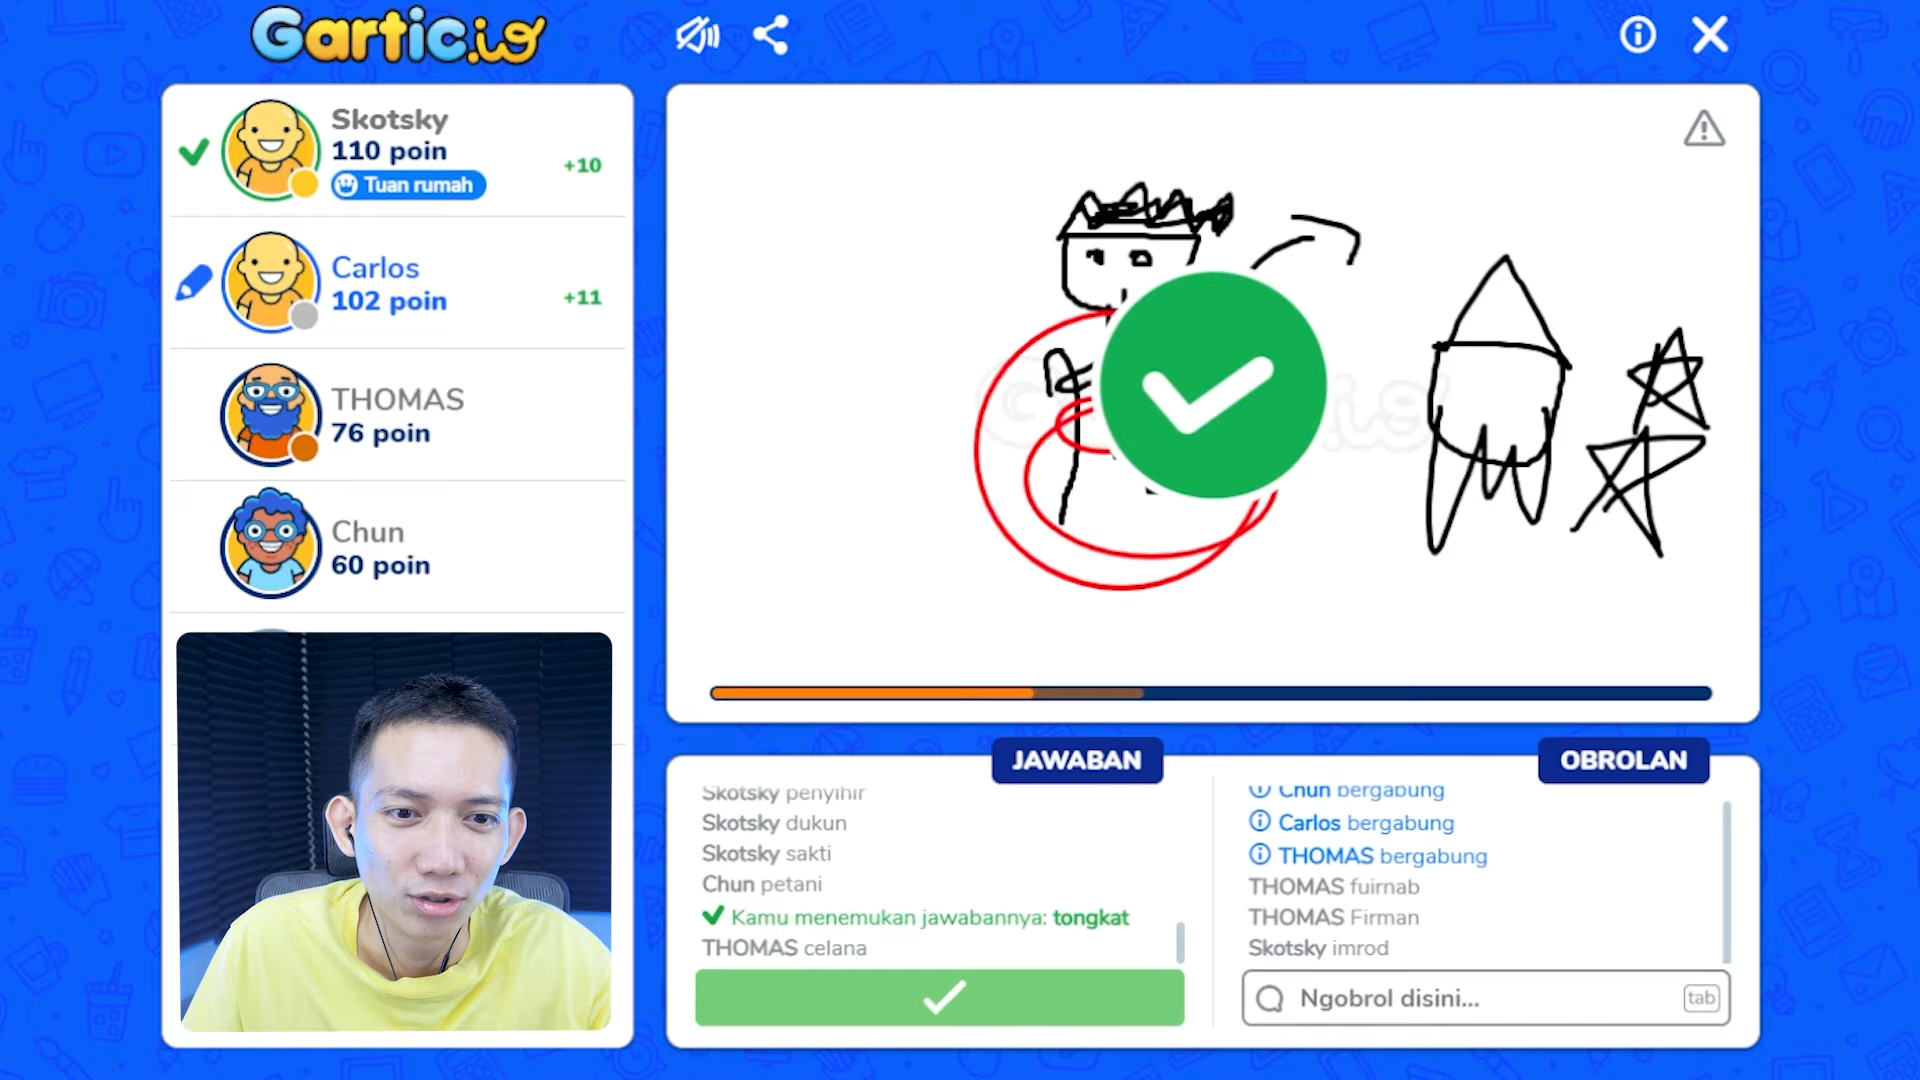 Gartic.io
Skotsky
110 poin
Tuan rumah
+10
Carlos
102 poin
+11
THOMAS
76 poin
Chun
60 poin
JAWABAN
Skotsky penyihir
Skotsky dukun
Skotsky sakti
Chun petani
Kamu menemukan jawabannya: tongkat
THOMAS celana
OBROLAN
Chun bergabung
Carlos bergabung
THOMAS bergabung
THOMAS fuirnab
THOMAS Firman
Skotsky imrod
Ngobrol disini...
tab